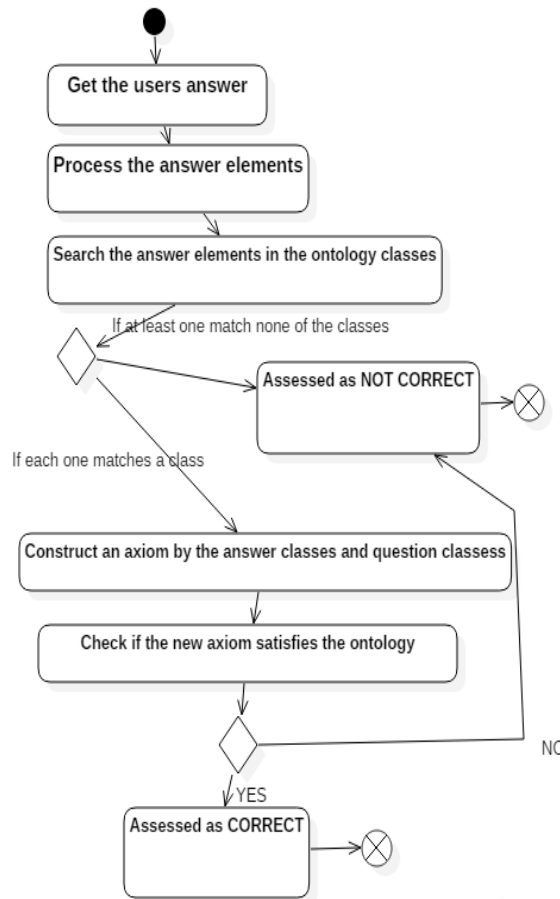 Get the users answer
Process the answer elements
Search the answer elements in the ontology classes
If at least one match none of the classes
Assessed as NOT CORRECT
If each one matches a class
Construct an axiom by the answer classes and question classess
Check if the new axiom satisfies the ontology
NO
YES
Assessed as CORRECT